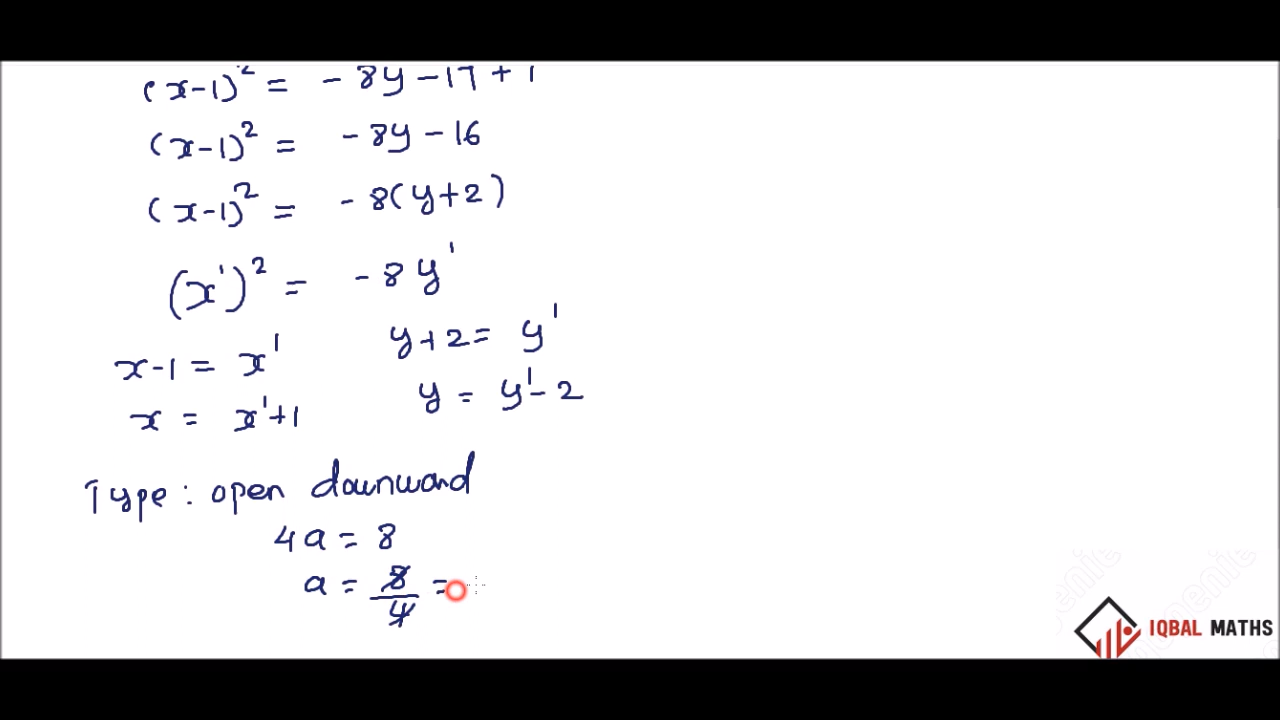 (x-1)² = -8y-17+1
(x-1)² = -8y-16
(x-1)² = -8(y+2)
(x')² = -8y'
x-1 = x' y+2 = y'
x = x'+1 y = y'-2
Type: open downward
4a = 8
a = 8/4 =
IQBAL MATHS